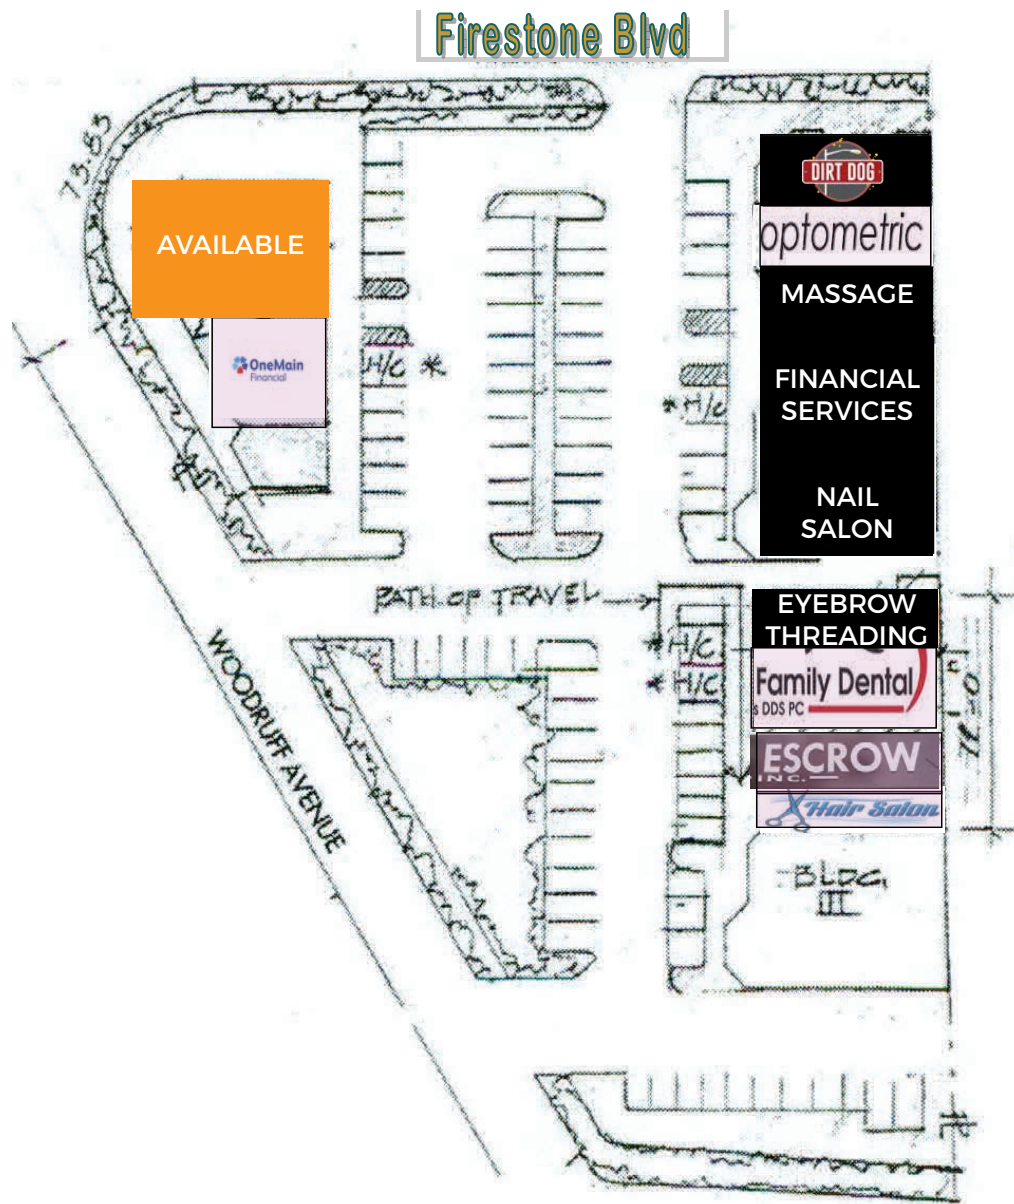 Firestone Blvd
73.53
DIRT DOG
AVAILABLE
optometric
MASSAGE
OneMain
Financial
H/C *
FINANCIAL
SERVICES
* H/C
NAIL
SALON
PATH OF TRAVEL
EYEBROW
THREADING
* H/C
* H/C
WOODRUFF AVENUE
Family Dental
s DDS PC
ESCROW
INC.
Hair Salon
BLDG.
III